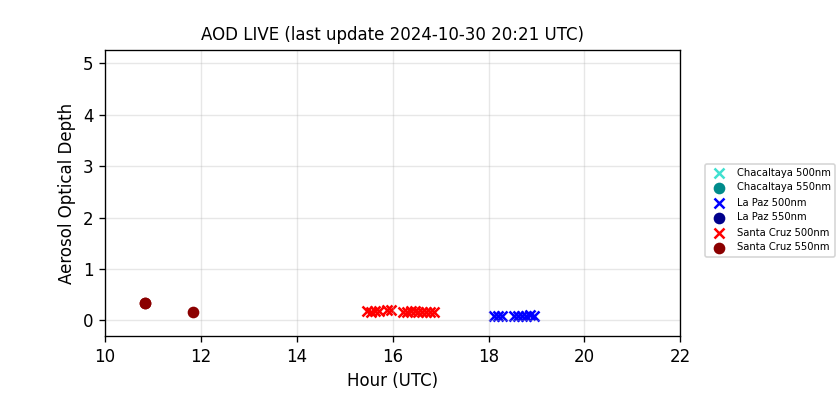 AOD LIVE (last update 2024-10-30 20:21 UTC)
5
4
3
2
1
0
Aerosol Optical Depth
10 12 14 16 18 20 22
Hour (UTC)
Chacaltaya 500nm
Chacaltaya 550nm
La Paz 500nm
La Paz 550nm
Santa Cruz 500nm
Santa Cruz 550nm